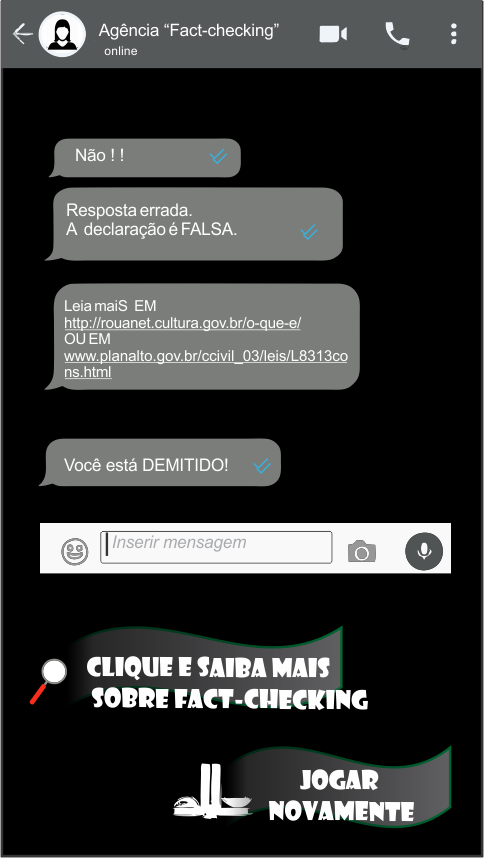 Agência “Fact-checking”
online
Não ! !
Resposta errada.
A declaração é FALSA.
Leia maiS EM
http://rouanet.cultura.gov.br/o-que-e/
OU EM
www.planalto.gov.br/ccivil_03/leis/L8313co
ns.html
Você está DEMITIDO!
Inserir mensagem
CLIQUE E SAIBA MAIS
SOBRE FACT-CHECKING
JOGAR
NOVAMENTE